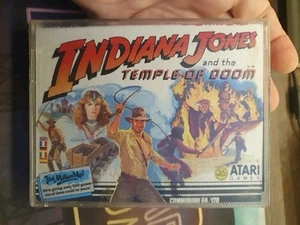 INDIANA JONES
and the
TEMPLE OF DOOM
ATARI
GAMES
COMMODORE 64/128